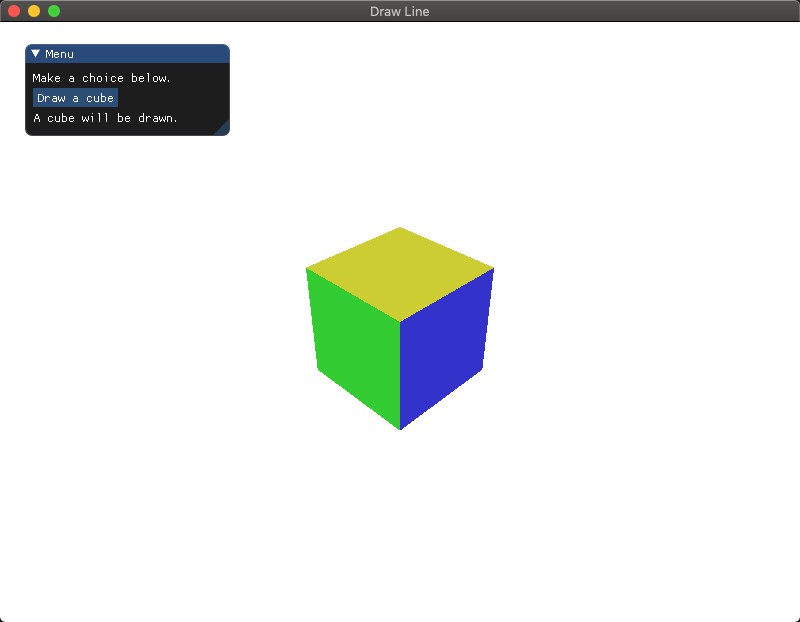 Draw Line
Menu
Make a choice below.
Draw a cube
A cube will be drawn.